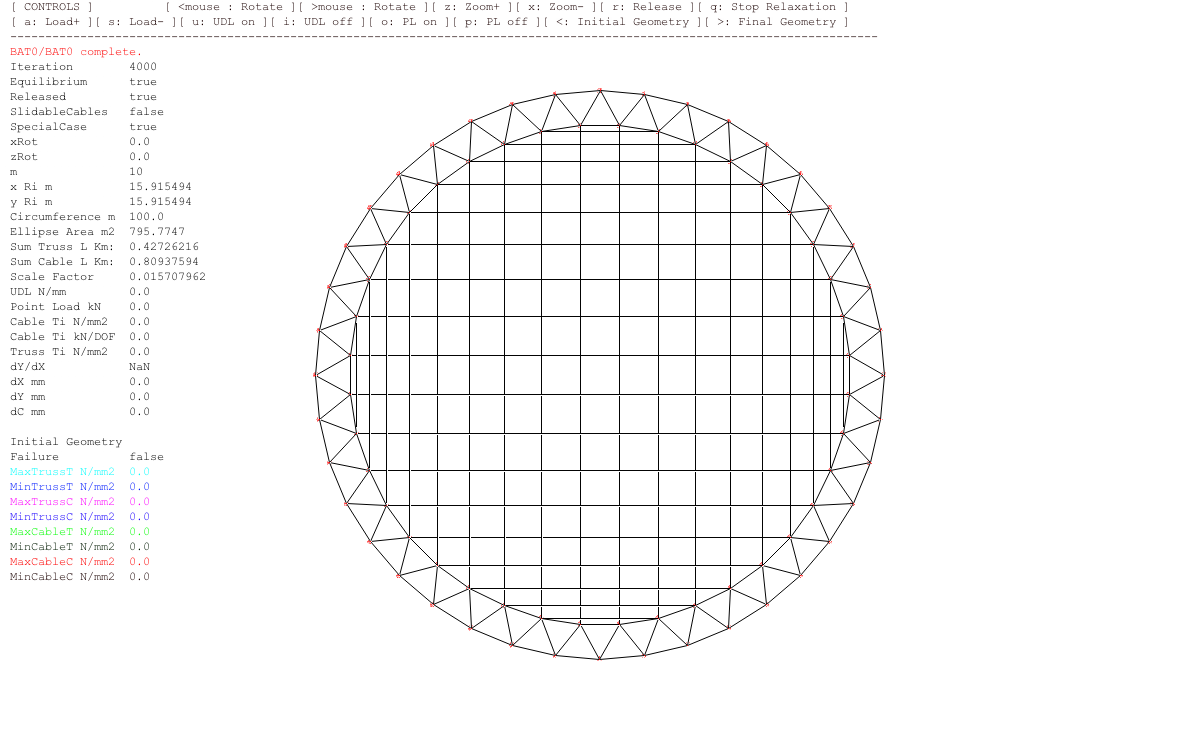 [ CONTROLS ] [ <mouse : Rotate ][ >mouse : Rotate ][ z: Zoom+ ][ x: Zoom- ][ r: Release ][ q: Stop Relaxation ]
[ a: Load+ ][ s: Load- ][ u: UDL on ][ i: UDL off ][ o: PL on ][ p: PL off ][ <: Initial Geometry ][ >: Final Geometry ]
----------------------------------------------------------------------------------------------------------------------------
BAT0/BAT0 complete.
Iteration 4000
Equilibrium true
Released true
SlidableCables false
SpecialCase true
xRot 0.0
zRot 0.0
m 10
x Ri m 15.915494
y Ri m 15.915494
Circumference m 100.0
Ellipse Area m2 795.7747
Sum Truss L Km: 0.42726216
Sum Cable L Km: 0.80937594
Scale Factor 0.015707962
UDL N/mm 0.0
Point Load kN 0.0
Cable Ti N/mm2 0.0
Cable Ti kN/DOF 0.0
Truss Ti N/mm2 0.0
dY/dX NaN
dX mm 0.0
dY mm 0.0
dC mm 0.0
Initial Geometry
Failure false
MaxTrussT N/mm2 0.0
MinTrussT N/mm2 0.0
MaxTrussC N/mm2 0.0
MinTrussC N/mm2 0.0
MaxCableT N/mm2 0.0
MinCableT N/mm2 0.0
MaxCableC N/mm2 0.0
MinCableC N/mm2 0.0